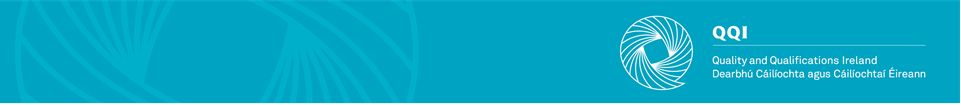 QQI
Quality and Qualifications Ireland
Dearbhú Cáilíochta agus Cáilíochtaí Éireann